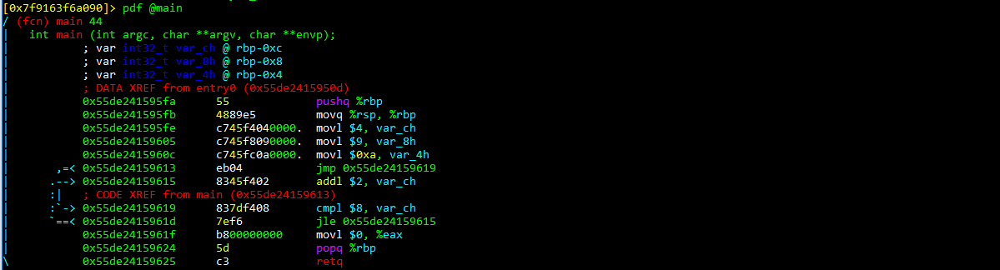 [0x7f9163f6a090]> pdf @main
/ (fcn) main 44
|   int main (int argc, char **argv, char **envp);
|           ; var int32_t var_ch @ rbp-0xc
|           ; var int32_t var_8h @ rbp-0x8
|           ; var int32_t var_4h @ rbp-0x4
|           ; DATA XREF from entry0 (0x55de2415950d)
|           0x55de241595fa      55             pushq %rbp
|           0x55de241595fb      4889e5         movq %rsp, %rbp
|           0x55de241595fe      c745f4040000.  movl $4, var_ch
|           0x55de24159605      c745f8090000.  movl $9, var_8h
|           0x55de2415960c      c745fc0a0000.  movl $0xa, var_4h
|       ,=< 0x55de24159613      eb04           jmp 0x55de24159619
|      .--> 0x55de24159615      8345f402       addl $2, var_ch
|      :|   ; CODE XREF from main (0x55de24159613)
|      :`-> 0x55de24159619      837df408       cmpl $8, var_ch
|      `==< 0x55de2415961d      7ef6           jle 0x55de24159615
|           0x55de2415961f      b800000000     movl $0, %eax
|           0x55de24159624      5d             popq %rbp
\           0x55de24159625      c3             retq